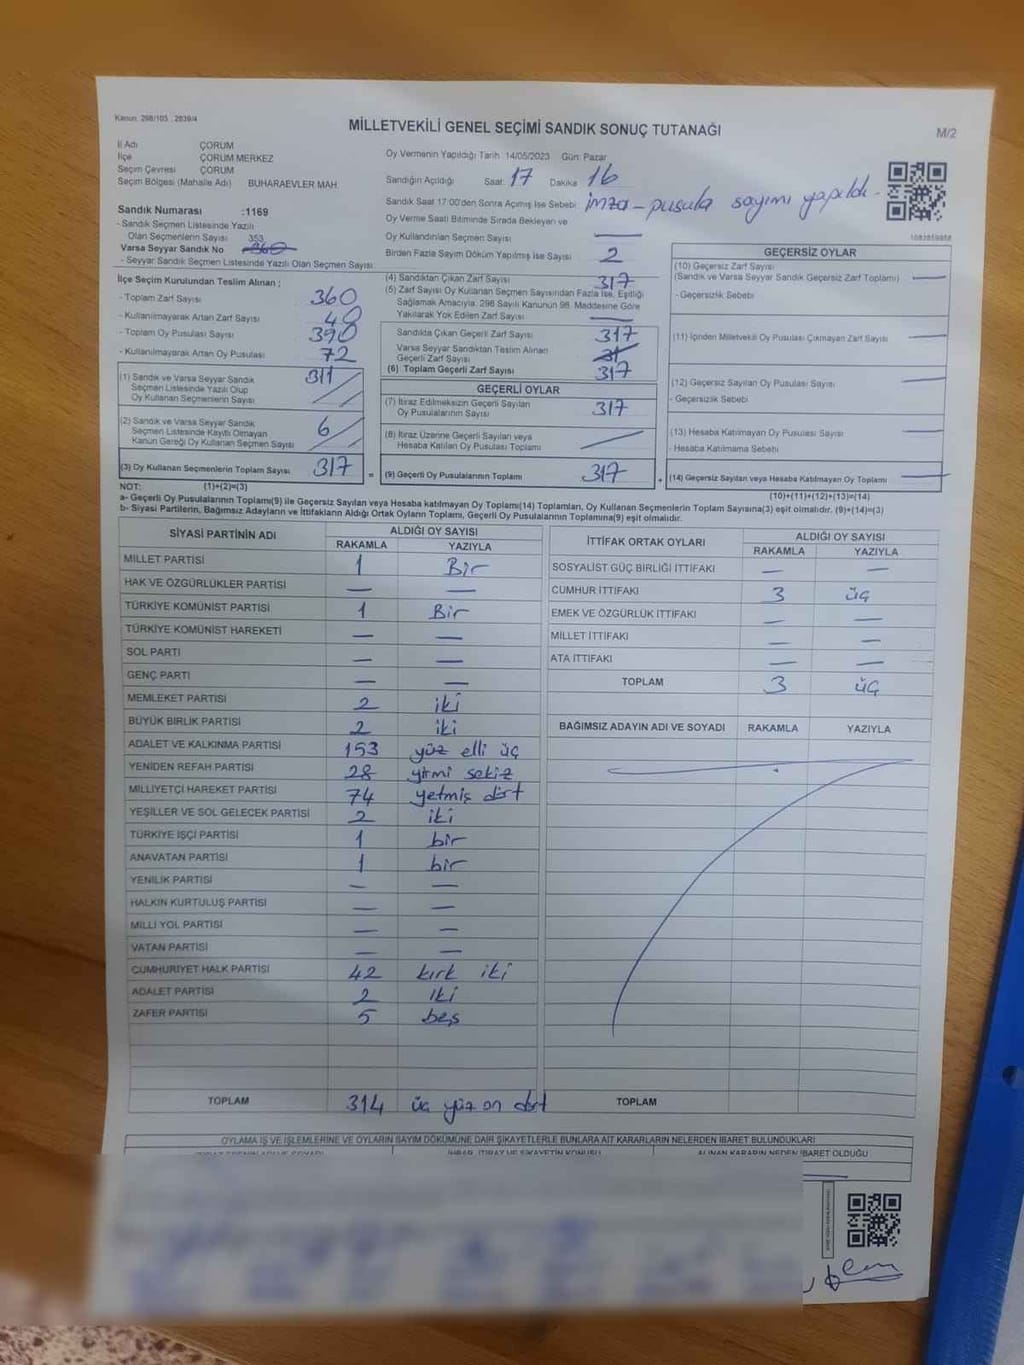 Kanun: 298/105 , 2839/4
MİLLETVEKİLİ GENEL SEÇİMİ SANDIK SONUÇ TUTANAĞI
M/2
İl Adı ÇORUM
İlçe ÇORUM MERKEZ
Seçim Çevresi ÇORUM
Seçim Bölgesi (Mahalle Adı) BUHARAEVLER MAH.
Oy Vermenin Yapıldığı Tarih 14/05/2023 Gün: Pazar
Sandığın Açıldığı Saat: 17 Dakika 16
Sandık Saat 17:00'den Sonra Açılmış İse Sebebi: imza-pusula sayımı yapıldı.
Oy Verme Saati Bitiminde Sırada Bekleyen ve
Oy Kullandırılan Seçmen Sayısı —
Birden Fazla Sayım Döküm Yapılmış İse Sayısı 2
Sandık Numarası :1169
- Sandık Seçmen Listesinde Yazılı
Olan Seçmenlerin Sayısı 353
Varsa Seyyar Sandık No
- Seyyar Sandık Seçmen Listesinde Yazılı Olan Seçmen Sayısı:
İlçe Seçim Kurulundan Teslim Alınan ;
- Toplam Zarf Sayısı 360
- Kullanılmayarak Artan Zarf Sayısı
- Toplam Oy Pusulası Sayısı 390
- Kullanılmayarak Artan Oy Pusulası 72
(1) Sandık ve Varsa Seyyar Sandık 311
Seçmen Listesinde Yazılı Olup
Oy Kullanan Seçmenlerin Sayısı
(2) Sandık ve Varsa Seyyar Sandık 6
Seçmen Listesinde Kayıtlı Olmayan
Kanun Gereği Oy Kullanan Seçmen Sayısı
(3) Oy Kullanan Seçmenlerin Toplam Sayısı 317 =
(4) Sandıktan Çıkan Zarf Sayısı 317
(5) Zarf Sayısı Oy Kullanan Seçmen Sayısından Fazla İse, Eşitliği
Sağlamak Amacıyla, 298 Sayılı Kanunun 98. Maddesine Göre
Yakılarak Yok Edilen Zarf Sayısı —
Sandıkta Çıkan Geçerli Zarf Sayısı 317
Varsa Seyyar Sandıktan Teslim Alınan
Geçerli Zarf Sayısı
(6) Toplam Geçerli Zarf Sayısı 317
GEÇERLİ OYLAR
(7) İtiraz Edilmeksizin Geçerli Sayılan 317
Oy Pusulalarının Sayısı
(8) İtiraz Üzerine Geçerli Sayılan veya
Hesaba Katılan Oy Pusulası Toplamı
(9) Geçerli Oy Pusulalarının Toplamı 317 +
1083859858
GEÇERSİZ OYLAR
(10) Geçersiz Zarf Sayısı
(Sandık ve Varsa Seyyar Sandık Geçersiz Zarf Toplamı) —
- Geçersizlik Sebebi
(11) İçinden Milletvekili Oy Pusulası Çıkmayan Zarf Sayısı —
(12) Geçersiz Sayılan Oy Pusulası Sayısı —
- Geçersizlik Sebebi
(13) Hesaba Katılmayan Oy Pusulası Sayısı —
- Hesaba Katılmama Sebebi
(14) Geçersiz Sayılan veya Hesaba Katılmayan Oy Pusulası Toplamı —
NOT: (1)+(2)=(3)
(10)+(11)+(12)+(13)=(14)
a- Geçerli Oy Pusulalarının Toplamı(9) ile Geçersiz Sayılan veya Hesaba katılmayan Oy Toplamı(14) Toplamları, Oy Kullanan Seçmenlerin Toplam Sayısına(3) eşit olmalıdır. (9)+(14)=(3)
b- Siyasi Partilerin, Bağımsız Adayların ve İttifakların Aldığı Ortak Oyların Toplamı, Geçerli Oy Pusulalarının Toplamına(9) eşit olmalıdır.
SİYASİ PARTİNİN ADI ALDIĞI OY SAYISI
RAKAMLA YAZIYLA
MİLLET PARTİSİ 1 Bir
HAK VE ÖZGÜRLÜKLER PARTİSİ — —
TÜRKİYE KOMÜNİST PARTİSİ 1 Bir
TÜRKİYE KOMÜNİST HAREKETİ — —
SOL PARTİ — —
GENÇ PARTİ — —
MEMLEKET PARTİSİ 2 iki
BÜYÜK BİRLİK PARTİSİ 2 iki
ADALET VE KALKINMA PARTİSİ 153 yüz elli üç
YENİDEN REFAH PARTİSİ 28 yirmi sekiz
MİLLİYETÇİ HAREKET PARTİSİ 74 yetmiş dört
YEŞİLLER VE SOL GELECEK PARTİSİ 2 iki
TÜRKİYE İŞÇİ PARTİSİ 1 bir
ANAVATAN PARTİSİ 1 bir
YENİLİK PARTİSİ — —
HALKIN KURTULUŞ PARTİSİ — —
MİLLİ YOL PARTİSİ — —
VATAN PARTİSİ — —
CUMHURİYET HALK PARTİSİ 42 kırk iki
ADALET PARTİSİ 2 iki
ZAFER PARTİSİ 5 beş
TOPLAM 314 üç yüz on dört
İTTİFAK ORTAK OYLARI ALDIĞI OY SAYISI
RAKAMLA YAZIYLA
SOSYALİST GÜÇ BİRLİĞİ İTTİFAKI — —
CUMHUR İTTİFAKI 3 üç
EMEK VE ÖZGÜRLÜK İTTİFAKI — —
MİLLET İTTİFAKI — —
ATA İTTİFAKI — —
TOPLAM 3 üç
BAĞIMSIZ ADAYIN ADI VE SOYADI RAKAMLA YAZIYLA
TOPLAM
OYLAMA İŞ VE İŞLEMLERİNE VE OYLARIN SAYIM DÖKÜMÜNE DAİR ŞİKAYETLERLE BUNLARA AİT KARARLARIN NELERDEN İBARET BULUNDUKLARI
İHBAR, İTİRAZ VE ŞİKAYETİN KONUSU ALINAN KARARIN NEDEN İBARET OLDUĞU